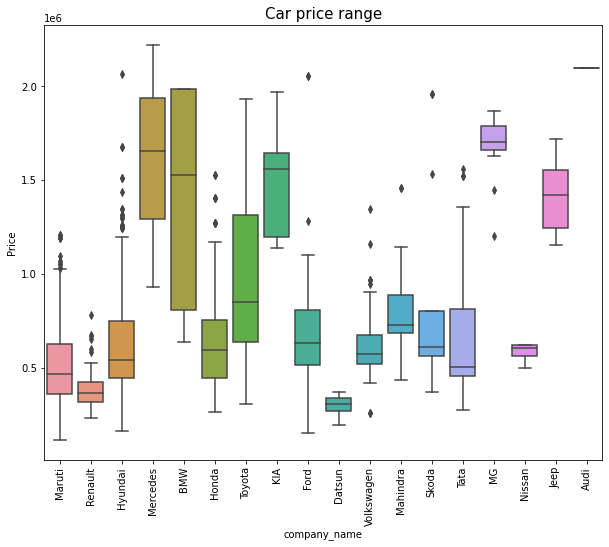 Car price range
1e6
2.0
1.5
1.0
0.5
Price
Maruti
Renault
Hyundai
Mercedes
BMW
Honda
Toyota
KIA
Ford
Datsun
Volkswagen
Mahindra
Skoda
Tata
MG
Nissan
Jeep
Audi
company_name